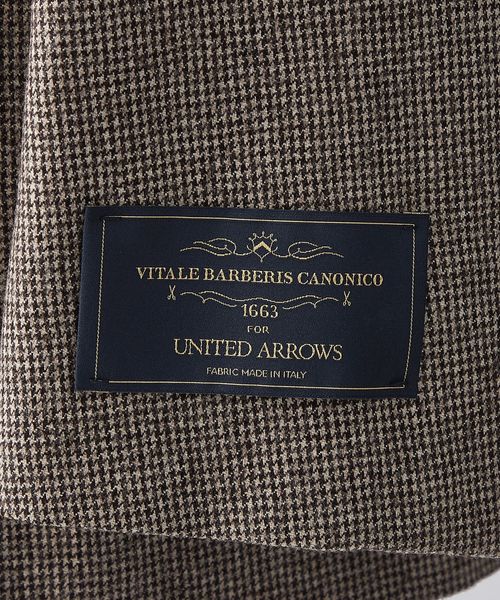 VITALE BARBERIS CANONICO
1663
FOR
UNITED ARROWS
FABRIC MADE IN ITALY